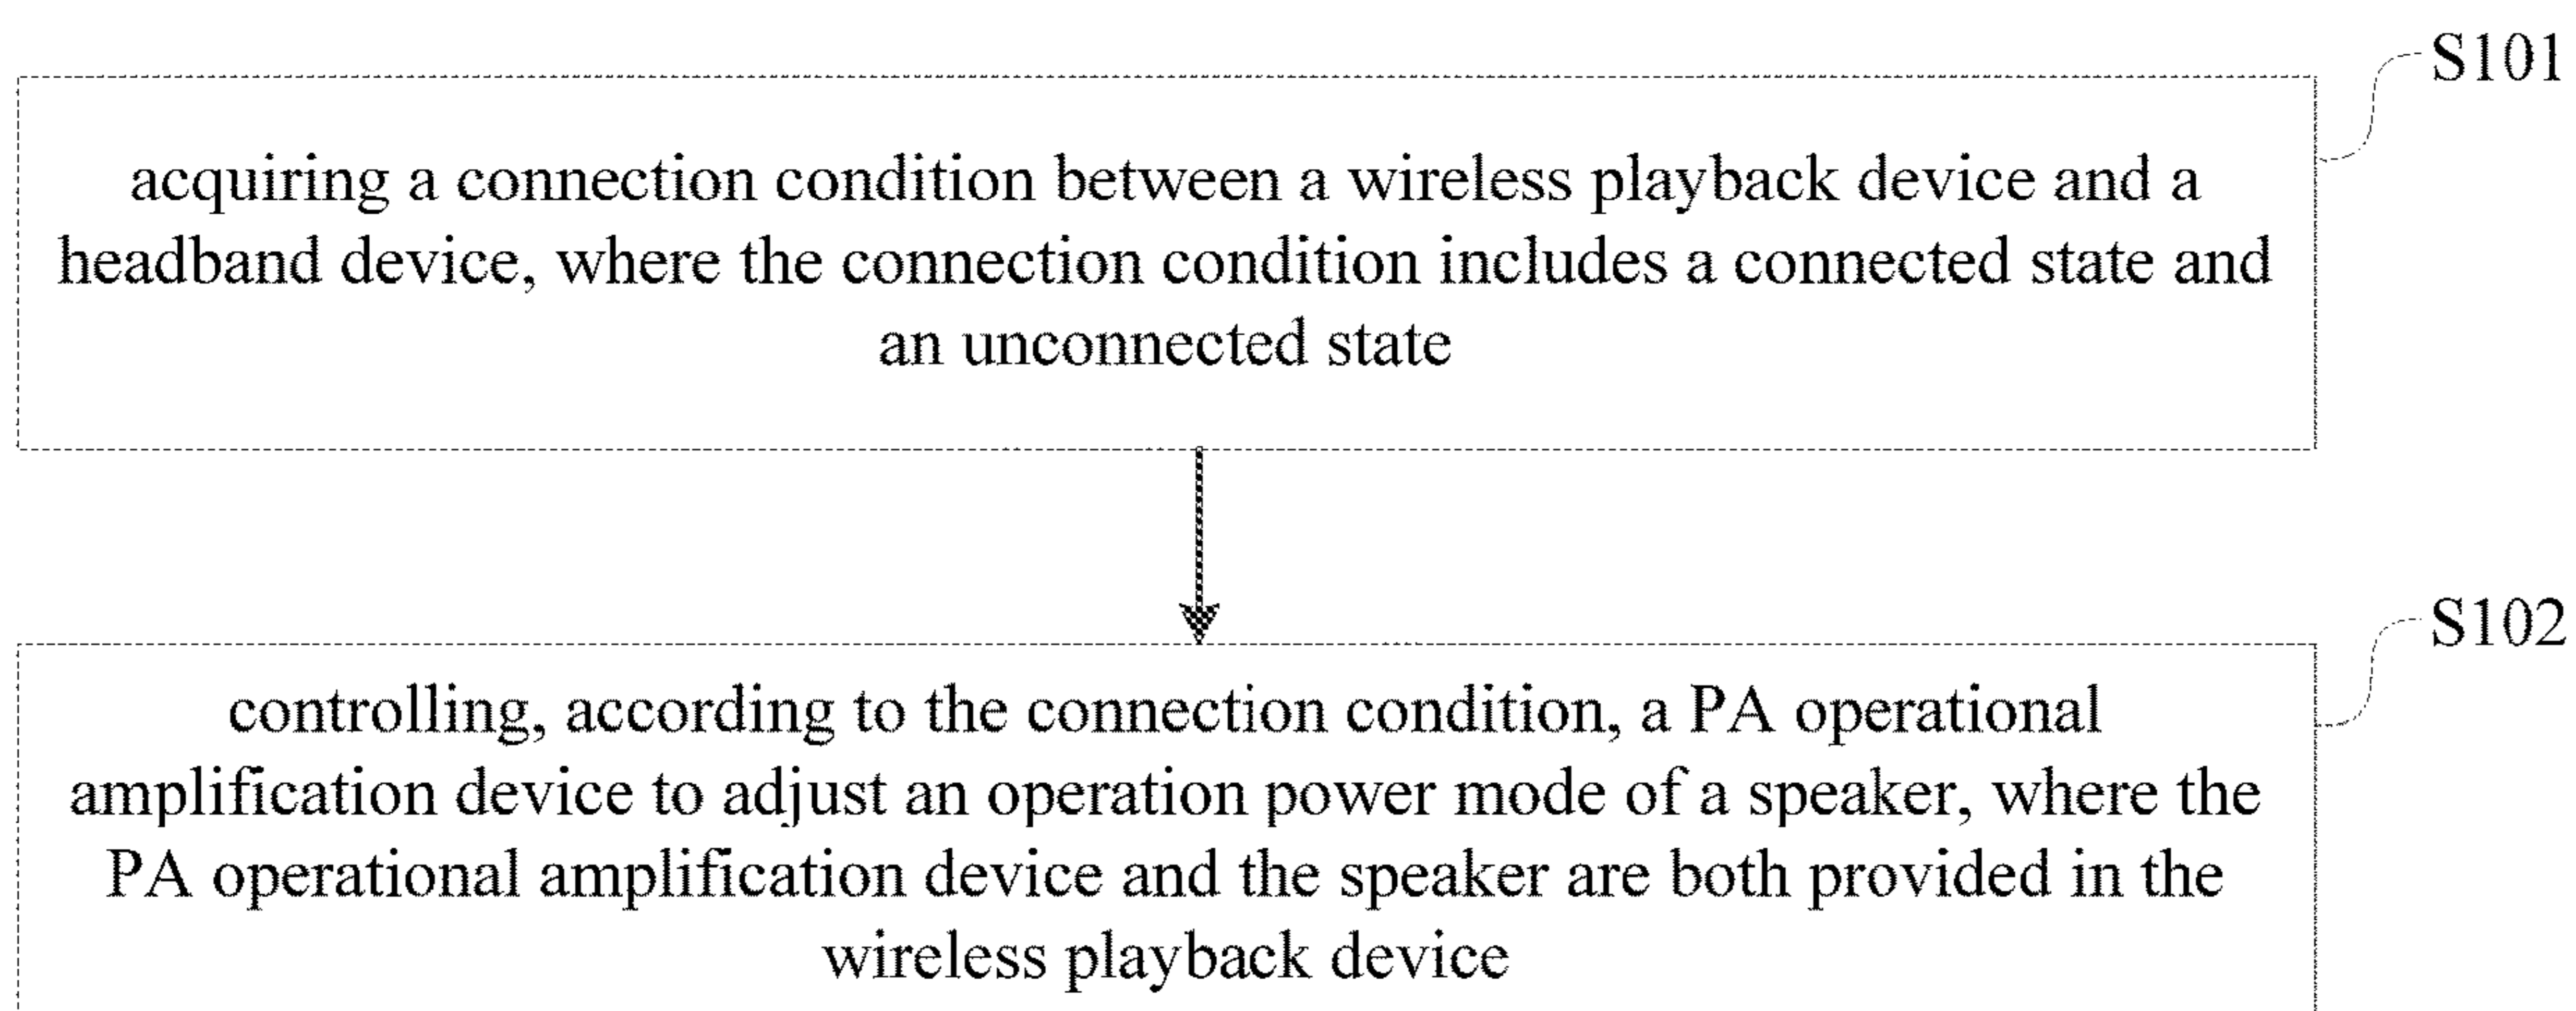 S101
acquiring a connection condition between a wireless playback device and a
headband device, where the connection condition includes a connected state and
an unconnected state
S102
controlling, according to the connection condition, a PA operational
amplification device to adjust an operation power mode of a speaker, where the
PA operational amplification device and the speaker are both provided in the
wireless playback device